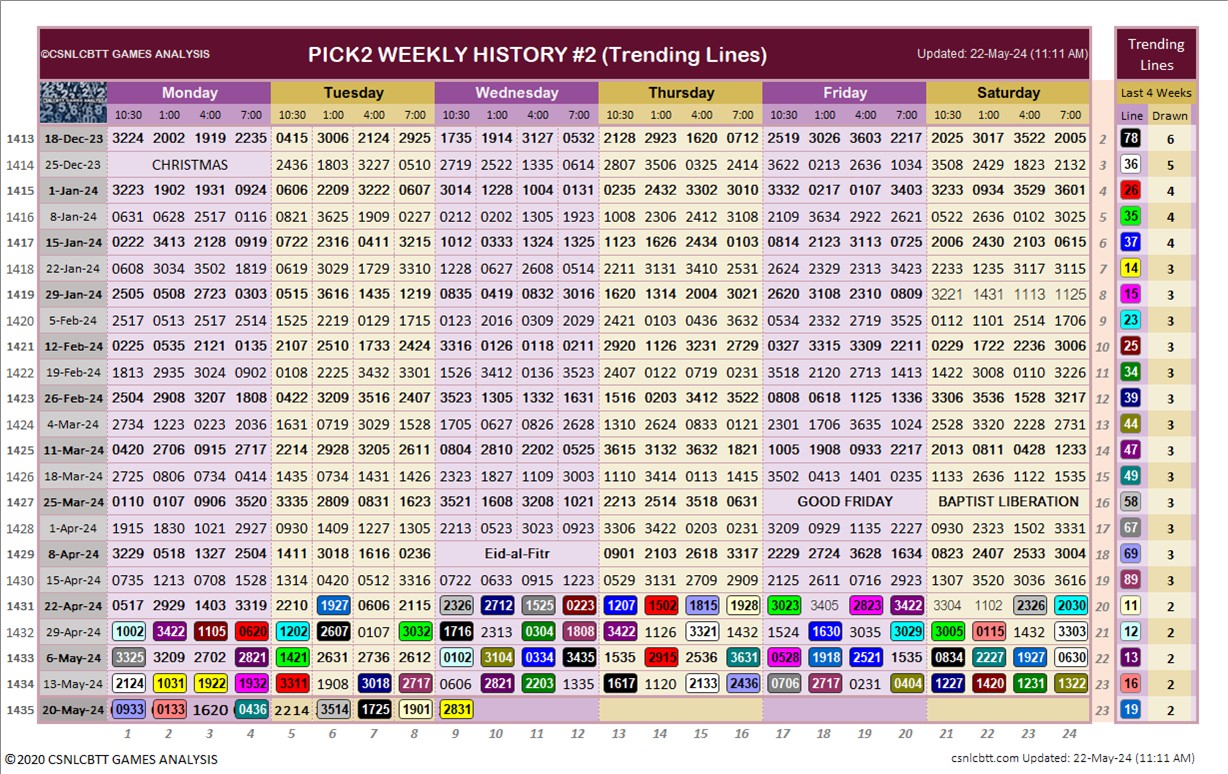 ©CSNLCBTT GAMES ANALYSIS PICK2 WEEKLY HISTORY #2 (Trending Lines) Updated: 22-May-24 (11:11 AM) Trending Lines
Monday Tuesday Wednesday Thursday Friday Saturday Last 4 Weeks
10:30 1:00 4:00 7:00 10:30 1:00 4:00 7:00 10:30 1:00 4:00 7:00 10:30 1:00 4:00 7:00 10:30 1:00 4:00 7:00 10:30 1:00 4:00 7:00 Line Drawn
1413 18-Dec-23 3224 2002 1919 2235 0415 3006 2124 2925 1735 1914 3127 0532 2128 2923 1620 0712 2519 3026 3603 2217 2025 3017 3522 2005 2 78 6
1414 25-Dec-23 CHRISTMAS 2436 1803 3227 0510 2719 2522 1335 0614 2807 3506 0325 2414 3622 0213 2636 1034 3508 2429 1823 2132 3 36 5
1415 1-Jan-24 3223 1902 1931 0924 0606 2209 3222 0607 3014 1228 1004 0131 0235 2432 3302 3010 3332 0217 0107 3403 3233 0934 3529 3601 4 26 4
1416 8-Jan-24 0631 0628 2517 0116 0821 3625 1909 0227 0212 0202 1305 1923 1008 2306 2412 3108 2109 3634 2922 2621 0522 2636 0102 3025 5 35 4
1417 15-Jan-24 0222 3413 2128 0919 0722 2316 0411 3215 1012 0333 1324 1325 1123 1626 2434 0103 0814 2123 3113 0725 2006 2430 2103 0615 6 37 4
1418 22-Jan-24 0608 3034 3502 1819 0619 3029 1729 3310 1228 0627 2608 0514 2211 3131 3410 2531 2624 2329 2313 3423 2233 1235 3117 3115 7 14 3
1419 29-Jan-24 2505 0508 2723 0303 0515 3616 1435 1219 0835 0419 0832 3016 1620 1314 2004 3021 2620 3108 2310 0809 3221 1431 1113 1125 8 15 3
1420 5-Feb-24 2517 0513 2517 2514 1525 2219 0129 1713 0123 2016 0309 2029 2421 0103 0436 3632 0534 2332 2719 3525 0112 1101 2514 1706 9 23 3
1421 12-Feb-24 0225 0535 2121 0135 2107 2510 1733 2424 3316 0126 0118 0211 2920 1126 3231 2729 0327 3315 3309 2211 0229 1722 2236 3006 10 25 3
1422 19-Feb-24 1813 2935 3024 0902 0108 2225 3432 3301 1526 3412 0136 3523 2407 0122 0719 0231 3518 2120 2713 1413 1422 3008 0110 3226 11 34 3
1423 26-Feb-24 2504 2908 3207 1808 0422 3209 3516 2407 3523 1305 1332 1631 1516 0203 3412 3522 0808 0618 1125 1336 3306 3536 1528 3217 12 39 3
1424 4-Mar-24 2734 1223 0223 2036 1631 0719 3029 1528 1705 0627 0826 2628 1310 2624 0833 0121 2301 1706 3635 1024 2528 3320 2228 2731 13 44 3
1425 11-Mar-24 0420 2706 0915 2717 2214 2928 3205 2611 0804 2810 2202 0525 3615 3132 3632 1821 1005 1908 0933 2217 2013 0811 0428 1233 14 47 3
1426 18-Mar-24 2725 0806 0734 0414 1435 0734 1431 1424 2323 1827 1109 3003 1110 3414 0913 1415 3502 0413 1401 0235 1133 2636 1122 1535 15 49 3
1427 25-Mar-24 0110 0107 0906 3520 3335 2809 0831 1623 3521 1608 3208 1021 2213 2514 3518 0631 GOOD FRIDAY BAPTIST LIBERATION 16 58 3
1428 1-Apr-24 1915 1830 1021 2927 0930 1409 1227 1305 2213 0523 3023 0923 3306 3422 0203 0231 3209 0929 1135 2227 0930 2323 1502 3331 17 67 3
1429 8-Apr-24 3229 0518 1327 2504 1411 3018 1616 0236 Eid-al-Fitr 0901 2103 2618 3317 2229 2724 3628 1634 0823 2407 2533 3004 18 69 3
1430 15-Apr-24 0735 1213 0708 1528 1314 0420 0512 3316 0722 0633 0915 1223 0529 3131 2709 2909 2125 2611 0716 2923 1307 3520 3036 3616 19 89 3
1431 22-Apr-24 0517 2929 1403 3319 2210 1927 0606 2115 2326 2712 1525 0223 1207 1502 1815 1928 3023 3405 2823 3422 3304 1102 2326 2030 20 11 2
1432 29-Apr-24 1002 3422 1105 0620 1202 2607 0107 3032 1716 2313 0304 1808 3422 1126 3321 1432 1524 1630 3035 3029 3005 0115 1432 3303 21 12 2
1433 6-May-24 3325 3209 2702 2821 1421 2631 2736 2612 0102 3104 0334 3435 1535 2915 2536 3631 0528 1918 2521 1535 0834 2227 1927 0630 22 13 2
1434 13-May-24 2124 1031 1922 1932 3311 1908 3018 2717 0606 2821 2203 1335 1617 1120 2133 2436 0706 2717 0231 0404 1227 1420 1231 1322 23 16 2
1435 20-May-24 0933 0133 1620 0436 2214 3514 1725 1901 2831 23 19 2
1 2 3 4 5 6 7 8 9 10 11 12 13 14 15 16 17 18 19 20 21 22 23 24
©2020 CSNLCBTT GAMES ANALYSIS csnlcbtt.com Updated: 22-May-24 (11:11 AM)